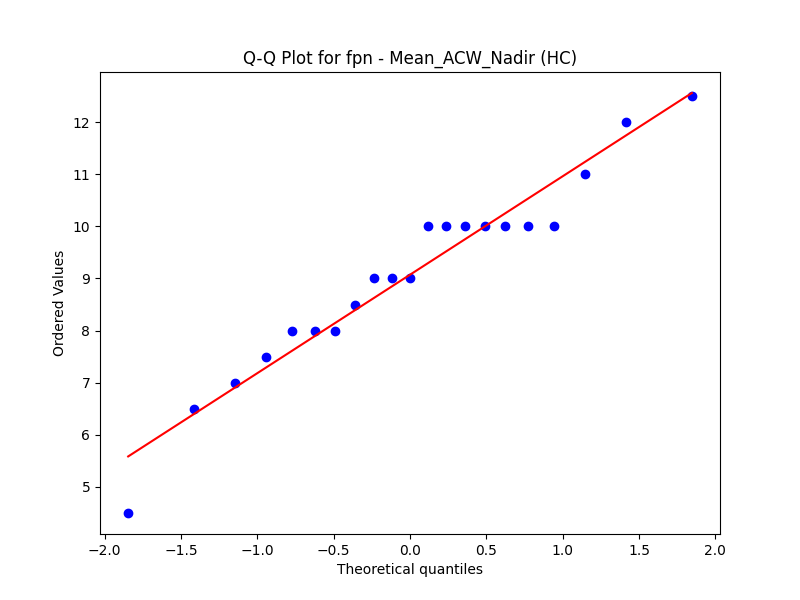 Q-Q Plot for fpn - Mean_ACW_Nadir (HC)
Ordered Values
12
11
10
9
8
7
6
5
−2.0 −1.5 −1.0 −0.5 0.0 0.5 1.0 1.5 2.0
Theoretical quantiles